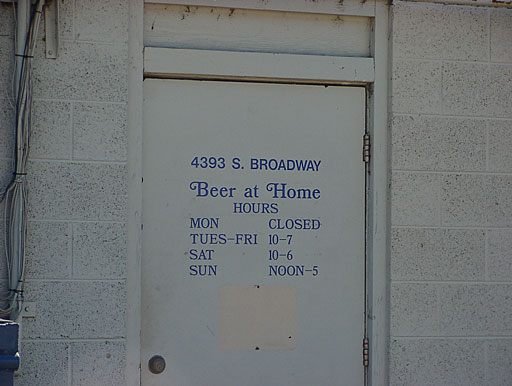 4393 S. BROADWAY
Beer at Home
HOURS
MON CLOSED
TUES-FRI 10-7
SAT 10-6
SUN NOON-5